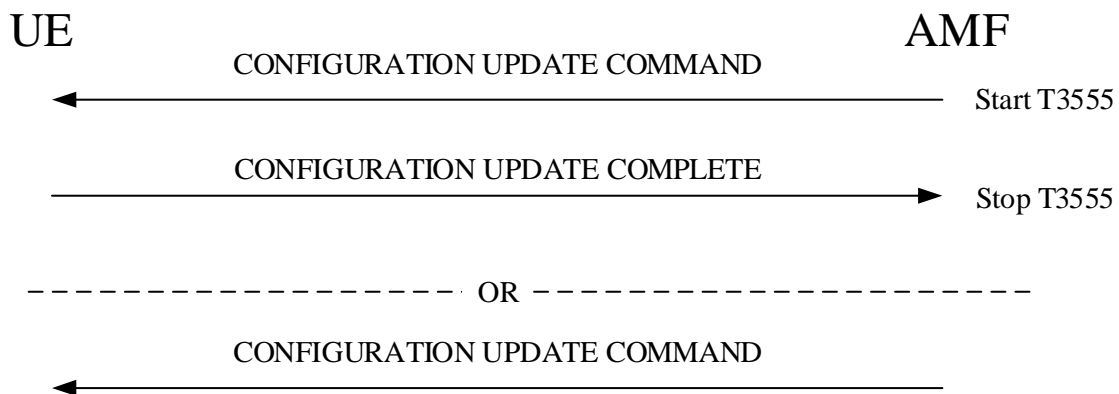 UE AMF
CONFIGURATION UPDATE COMMAND
Start T3555
CONFIGURATION UPDATE COMPLETE
Stop T3555
OR
CONFIGURATION UPDATE COMMAND